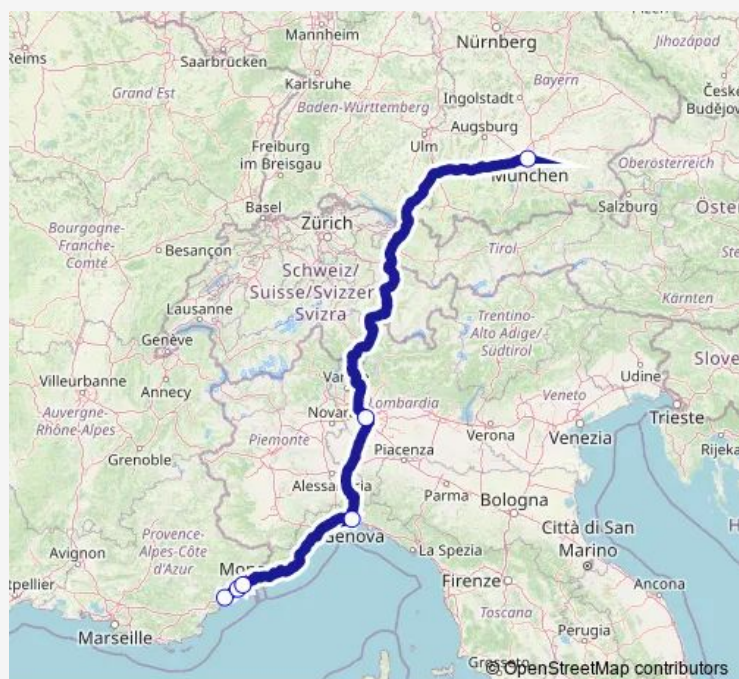 Mannheim
Nürnberg
Jihozápad
Reims
Saarbrücken
Karlsruhe
Grand Est
Baden-Württemberg
Ingolstadt
Bayern
Česke
Budějov
Augsburg
Ulm
Freiburg
im Breisgau
München
Oberösterreich
Basel
Zürich
Salzburg
Öster
Bourgogne-
Franche-
Comté
Besançon
Tirol
Schweiz/
Suisse/Svizzer
Svizra
Lausanne
Kärnten
Trentino-
Alto Adige/
Südtirol
Genève
Slove
Villeurbanne
Annecy
Udine
Auvergne-
Rhône-Alpes
Lombardia
Veneto
Trieste
Novara
Verona
Venezia
Rijeka
Piemonte
Piacenza
Grenoble
Parma
Bologna
Genova
Provence-
Alpes-Côte
d'Azur
La Spezia
Città di San
Marino
Avignon
Firenze
Ancona
Marseille
Toscana
Perugia
Grosseto
© OpenStreetMap contributors